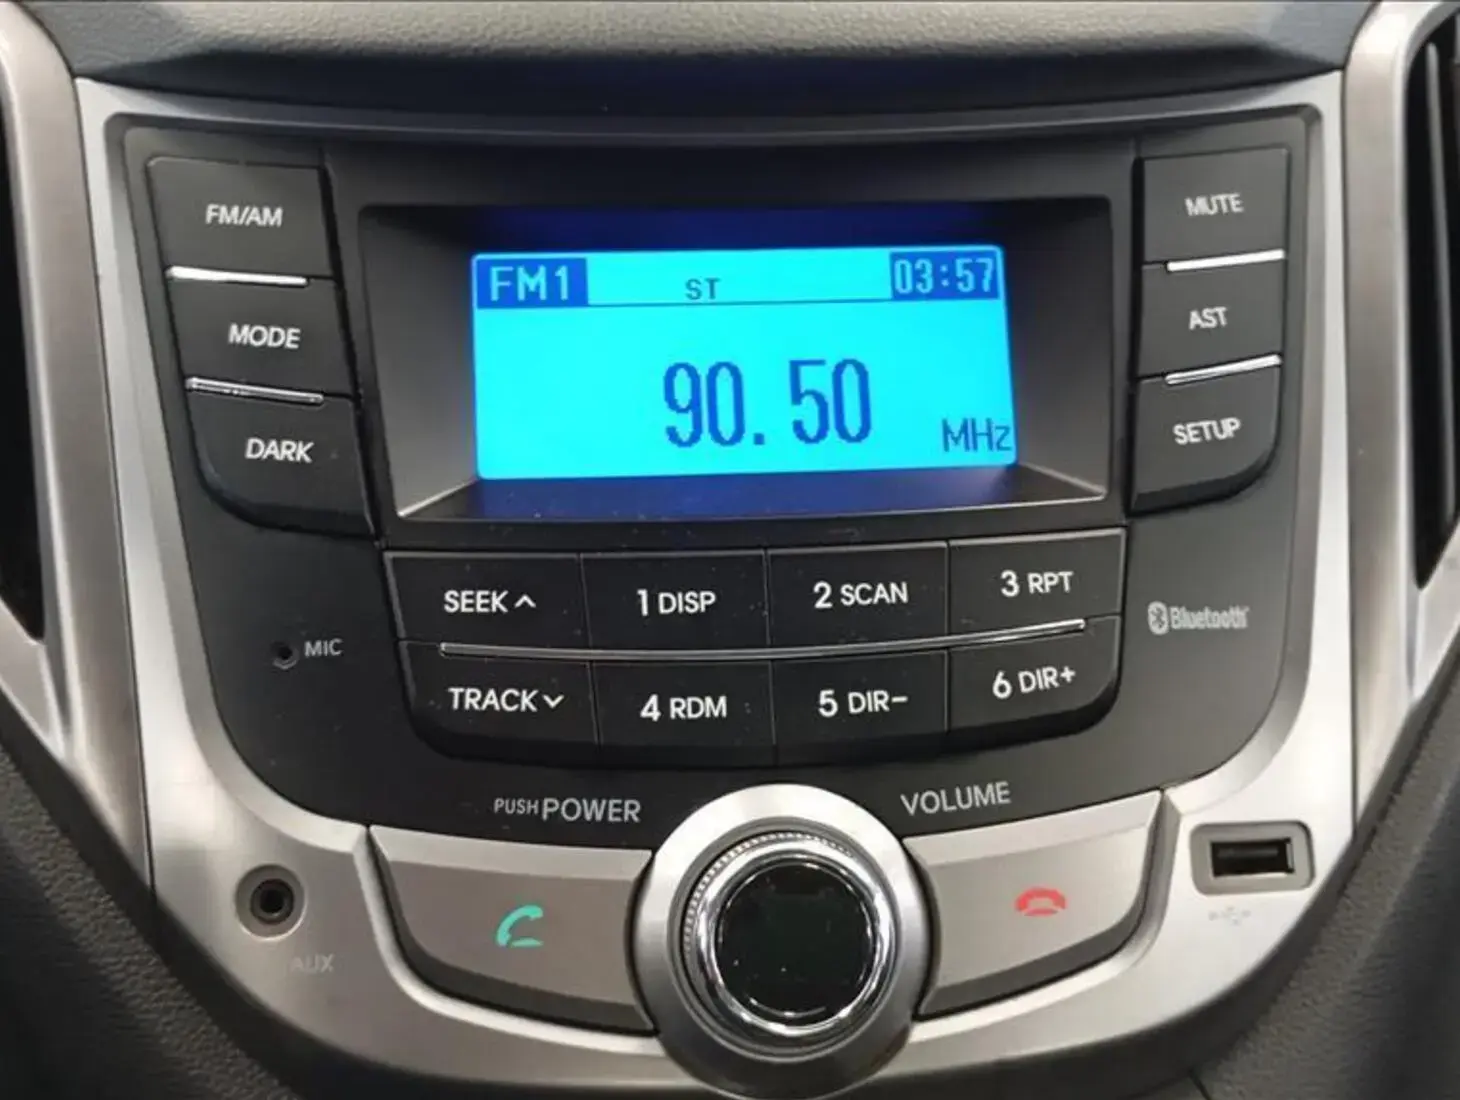 FM/AM
MODE
DARK
FM1 ST 03:57
90.50 MHz
MUTE
AST
SETUP
SEEK 1 DISP 2 SCAN 3 RPT
TRACK 4 RDM 5 DIR- 6 DIR+
MIC
Bluetooth
PUSH POWER
VOLUME
AUX